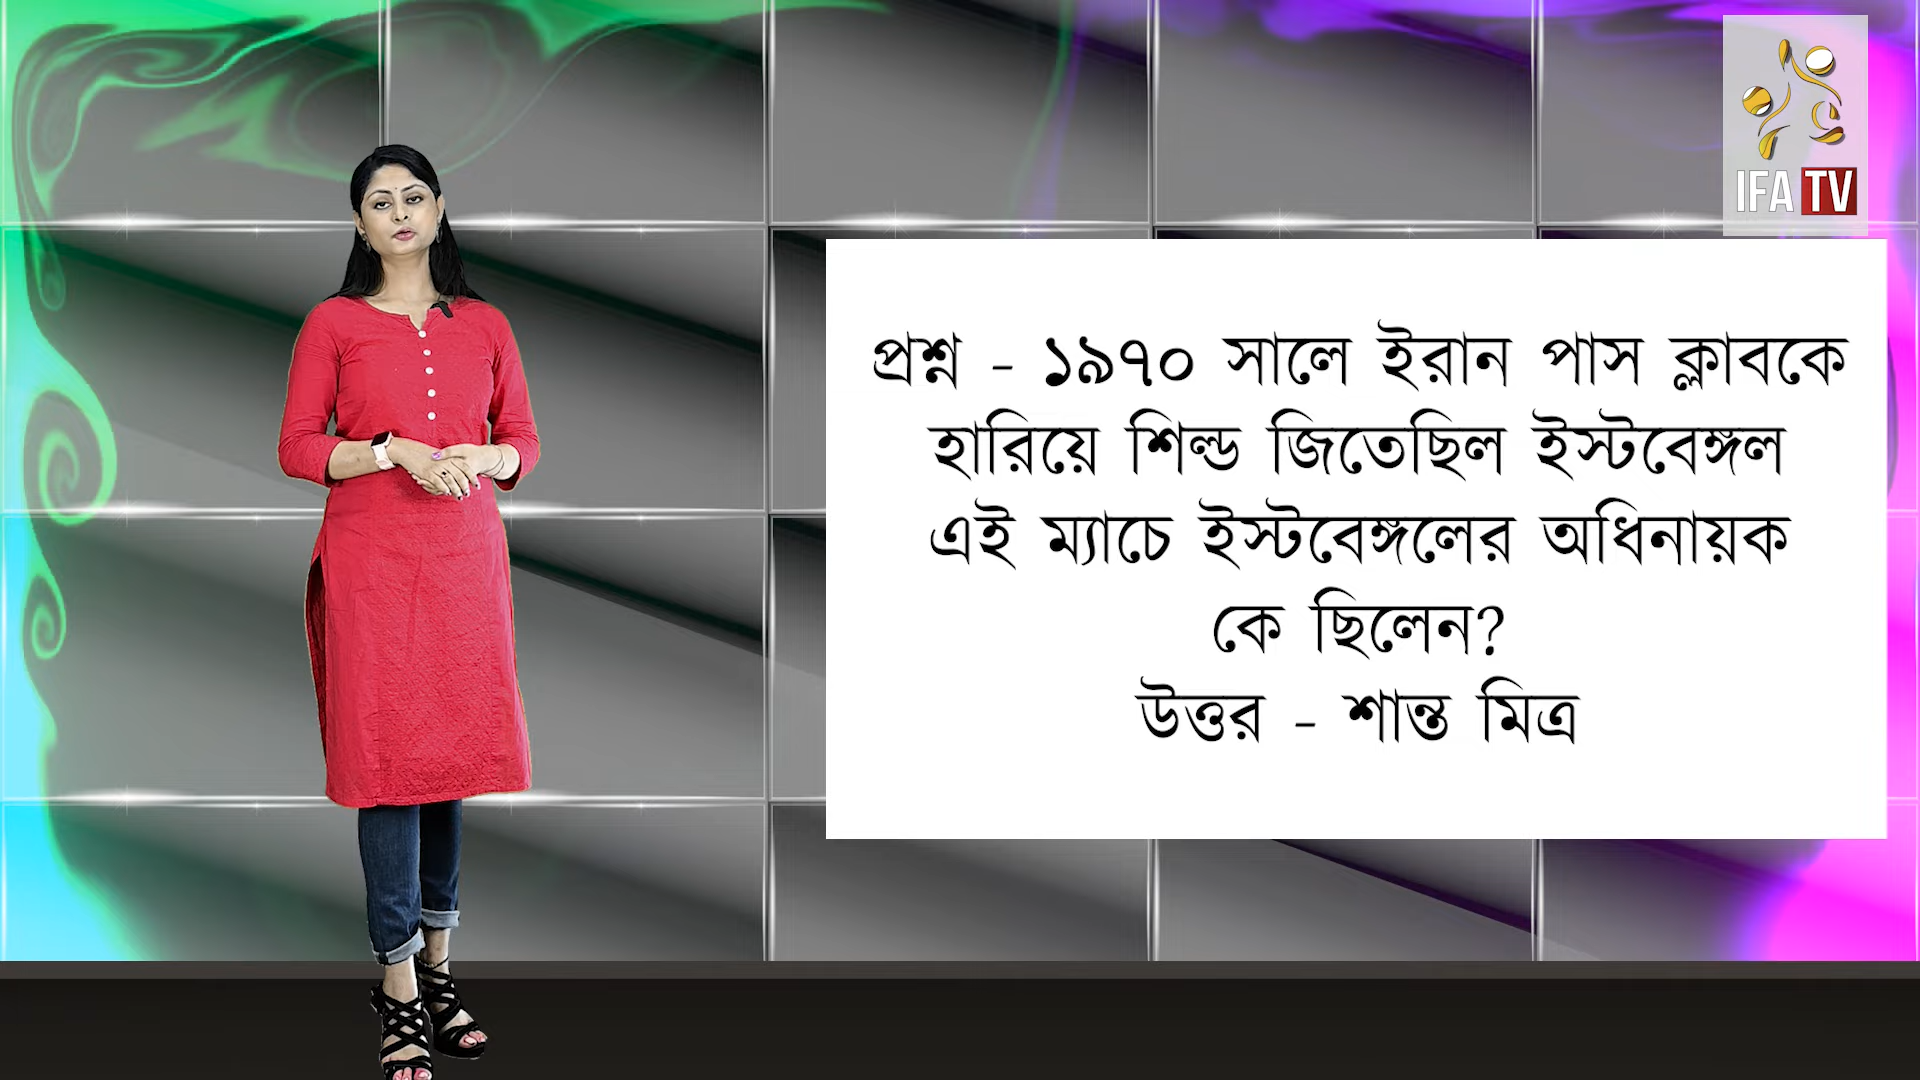 IFA TV
প্রশ্ন - ১৯৭০ সালে ইরান পাস ক্লাবকে
হারিয়ে শিল্ড জিতেছিল ইস্টবেঙ্গল
এই ম্যাচে ইস্টবেঙ্গলের অধিনায়ক
কে ছিলেন?
উত্তর - শান্ত মিত্র